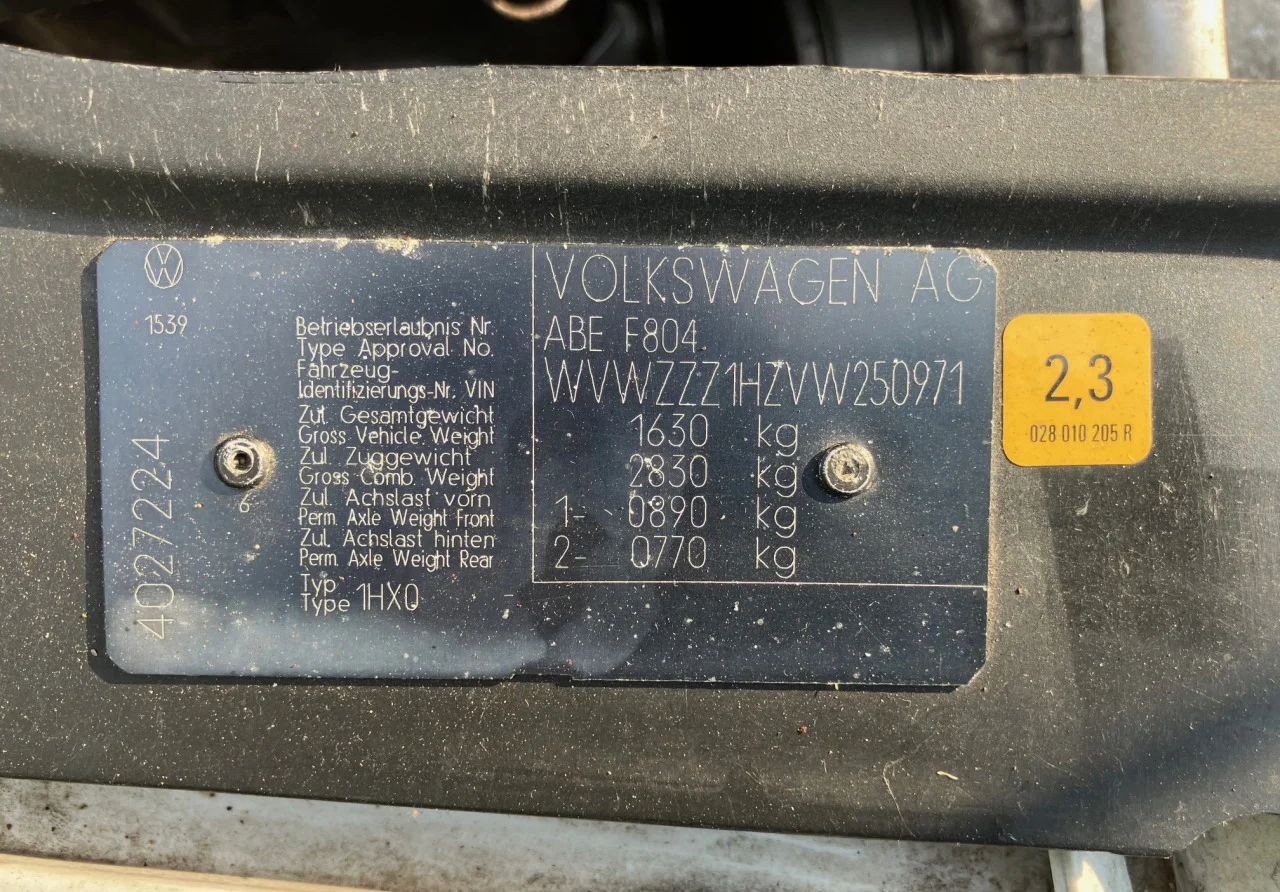 VW
1539
Betriebserlaubnis Nr.
Type Approval No.
Fahrzeug-
Identifizierungs-Nr. VIN
Zul. Gesamtgewicht
Gross Vehicle Weight
Zul. Zuggewicht
Gross Comb. Weight
Zul. Achslast vorn
Perm. Axle Weight Front
Zul. Achslast hinten
Perm. Axle Weight Rear
Typ
Type 1HX0
4027224
6
VOLKSWAGEN AG
ABE F804
WVWZZZ1HZVW250971
1630 kg
2830 kg
1- 0890 kg
2- 0770 kg
2,3
028 010 205 R